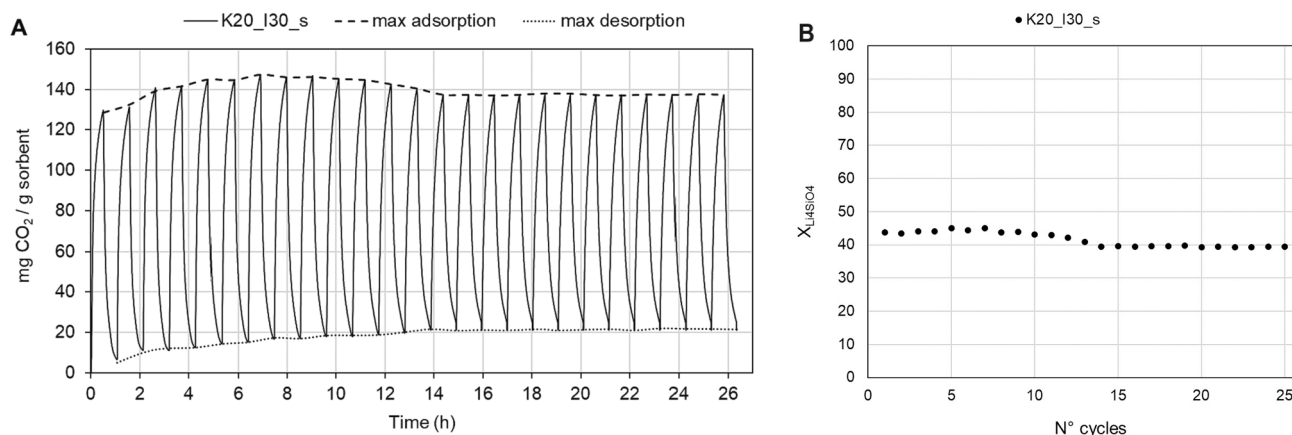 A
K20_I30_s
max adsorption
max desorption
mg CO₂ / g sorbent
160
140
120
100
80
60
40
20
0
0 2 4 6 8 10 12 14 16 18 20 22 24 26
Time (h)
B
K20_I30_s
X_Li4SiO4
100
90
80
70
60
50
40
30
20
10
0
0 5 10 15 20 25
N° cycles